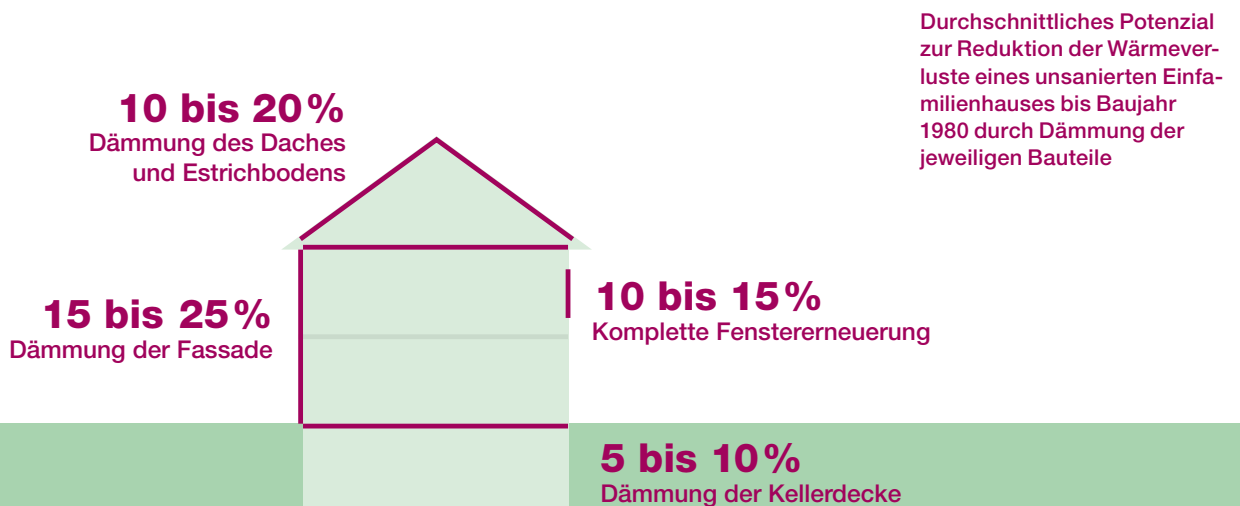 Durchschnittliches Potenzial
zur Reduktion der Wärmever-
luste eines unsanierten Einfa-
milienhauses bis Baujahr
1980 durch Dämmung der
jeweiligen Bauteile
10 bis 20%
Dämmung des Daches
und Estrichbodens
15 bis 25%
Dämmung der Fassade
10 bis 15%
Komplette Fenstererneuerung
5 bis 10%
Dämmung der Kellerdecke